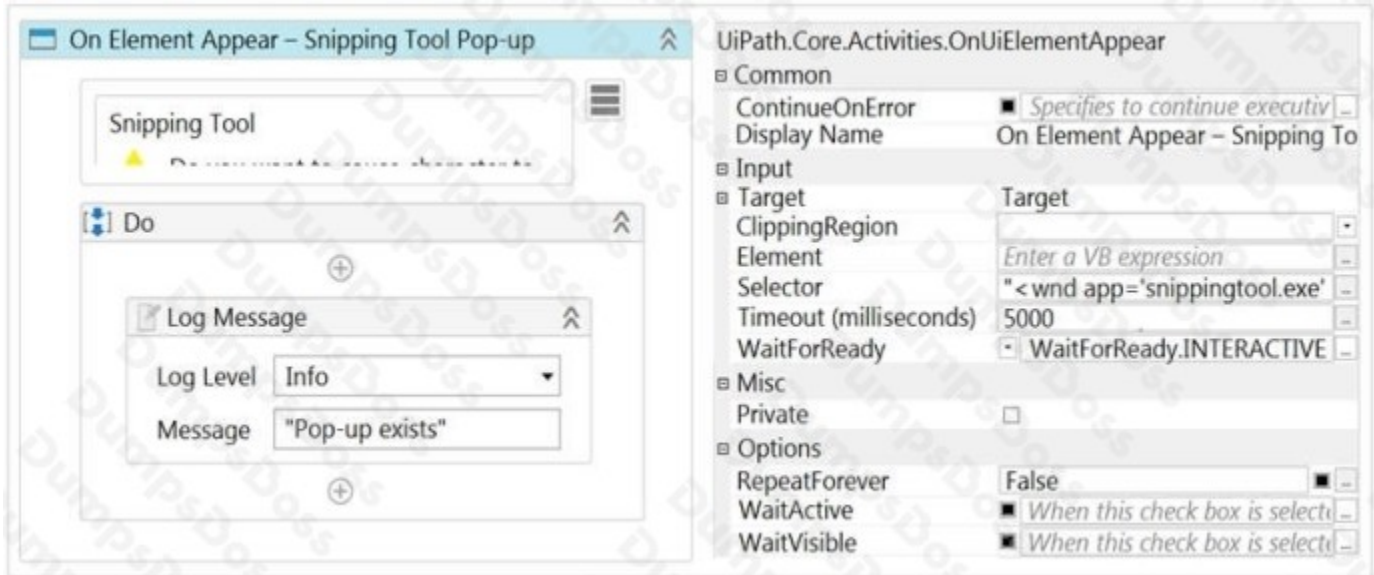 On Element Appear – Snipping Tool Pop-up
Snipping Tool
Do
Log Message
Log Level Info
Message "Pop-up exists"
UiPath.Core.Activities.OnUiElementAppear
Common
ContinueOnError Specifies to continue executiv
Display Name On Element Appear – Snipping To
Input
Target Target
ClippingRegion
Element Enter a VB expression
Selector "<wnd app='snippingtool.exe'
Timeout (milliseconds) 5000
WaitForReady WaitForReady.INTERACTIVE
Misc
Private
Options
RepeatForever False
WaitActive When this check box is selecte
WaitVisible When this check box is selecte
DumpsDoss